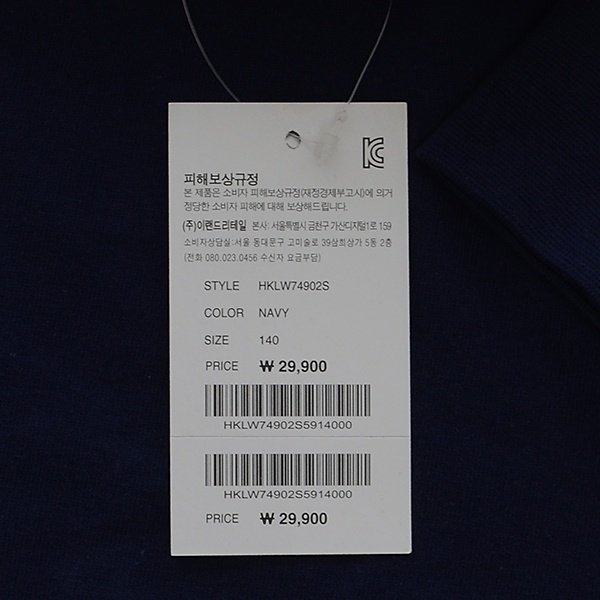 피해보상규정
본 제품은 소비자 피해보상규정(재정경제부고시)에 의거
정당한 소비자 피해에 대해 보상해드립니다.
(주)이랜드리테일 본사: 서울특별시 금천구 가산디지털1로 159
소비자상담실:서울 동대문구 고미술로 39삼희상가 5동 2층
(전화 080.023.0456 수신자 요금부담)
STYLE HKLW74902S
COLOR NAVY
SIZE 140
PRICE ₩ 29,900
HKLW74902S5914000
HKLW74902S5914000
PRICE ₩ 29,900